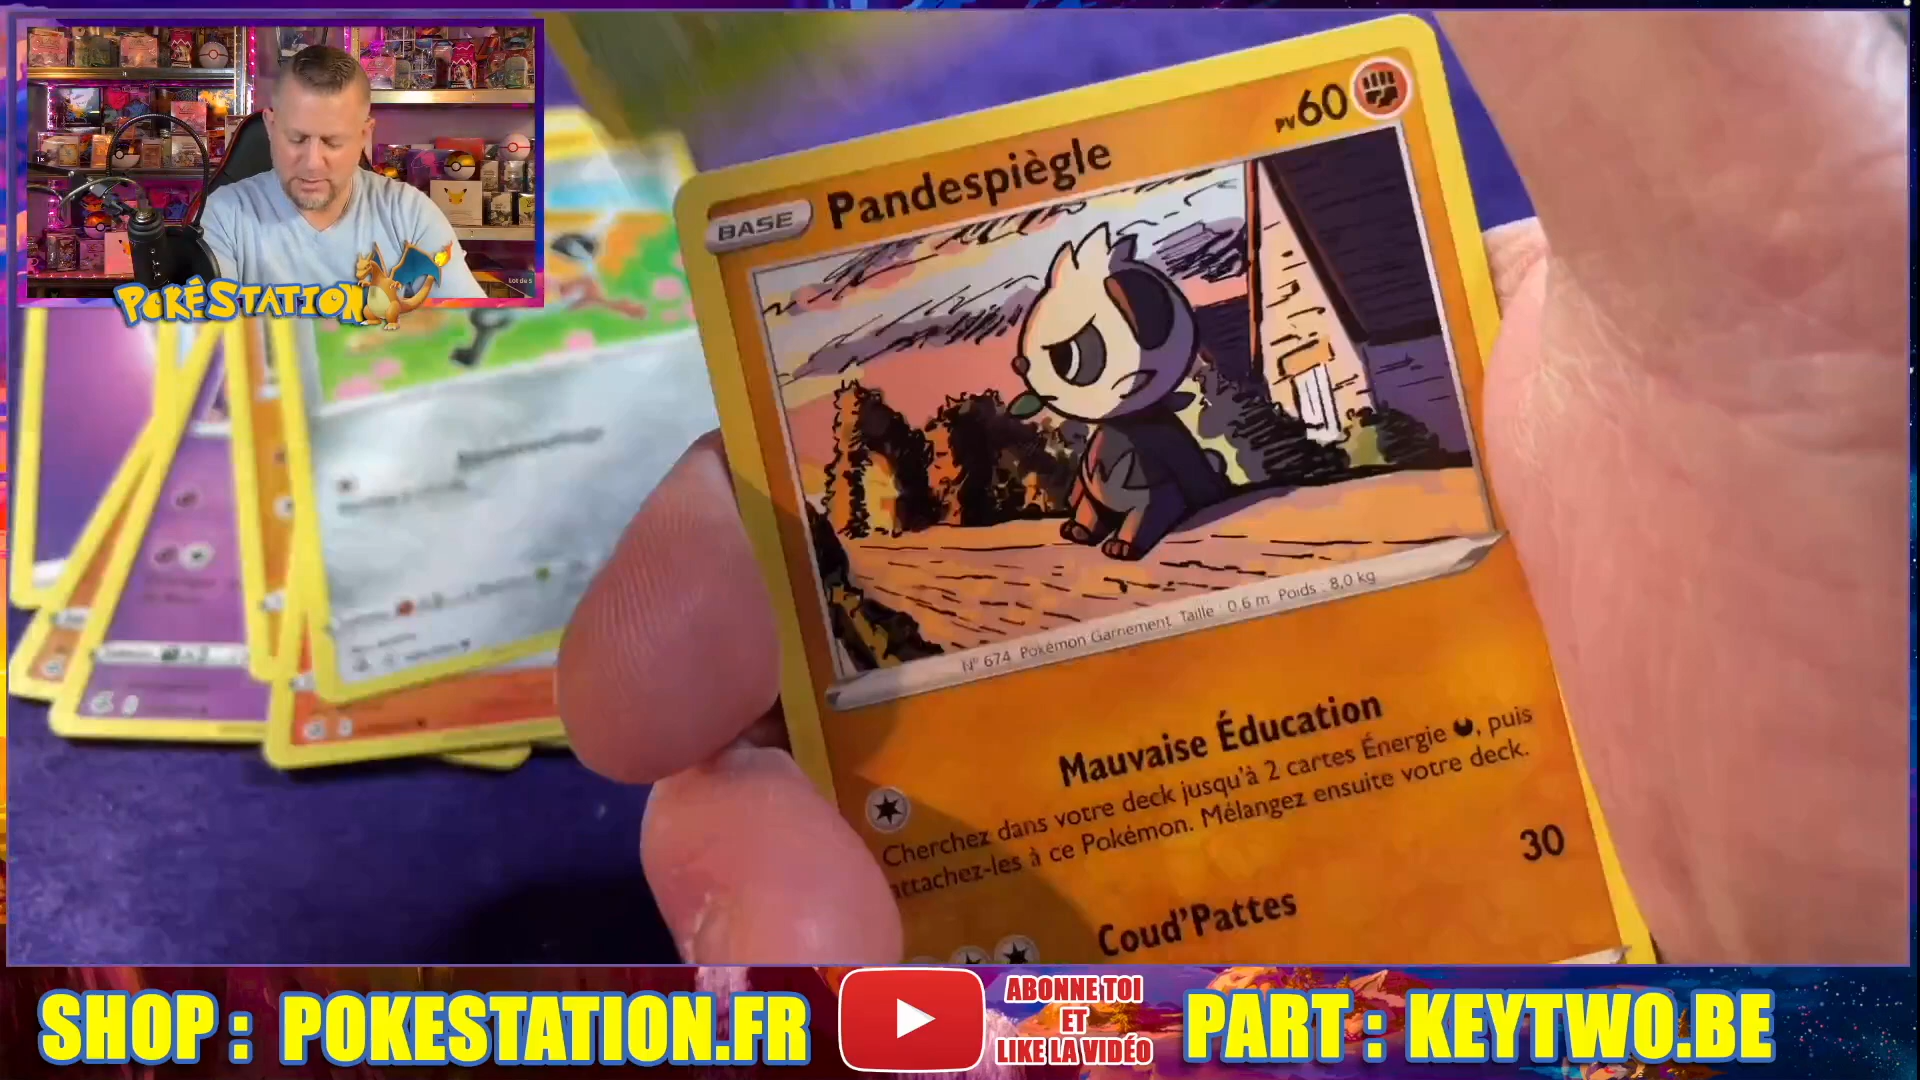 POKÉSTATION
BASE
Pandespiègle
PV 60
N° 674 Pokémon Garnement Taille : 0,6 m Poids : 8,0 kg
Mauvaise Éducation
Cherchez dans votre deck jusqu'à 2 cartes Énergie , puis
attachez-les à ce Pokémon. Mélangez ensuite votre deck.
Coud'Pattes
30
SHOP : POKESTATION.FR
ABONNE TOI
ET
LIKE LA VIDÉO
PART : KEYTWO.BE